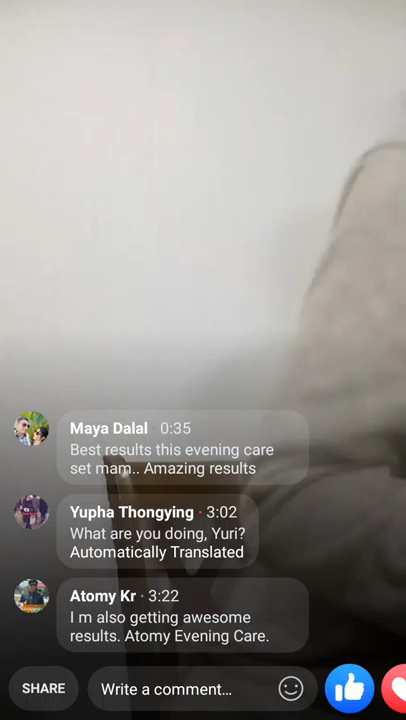 Maya Dalal · 0:35
Best results this evening care
set mam.. Amazing results
Yupha Thongying · 3:02
What are you doing, Yuri?
Automatically Translated
Atomy Kr · 3:22
I m also getting awesome
results. Atomy Evening Care.
SHARE
Write a comment...